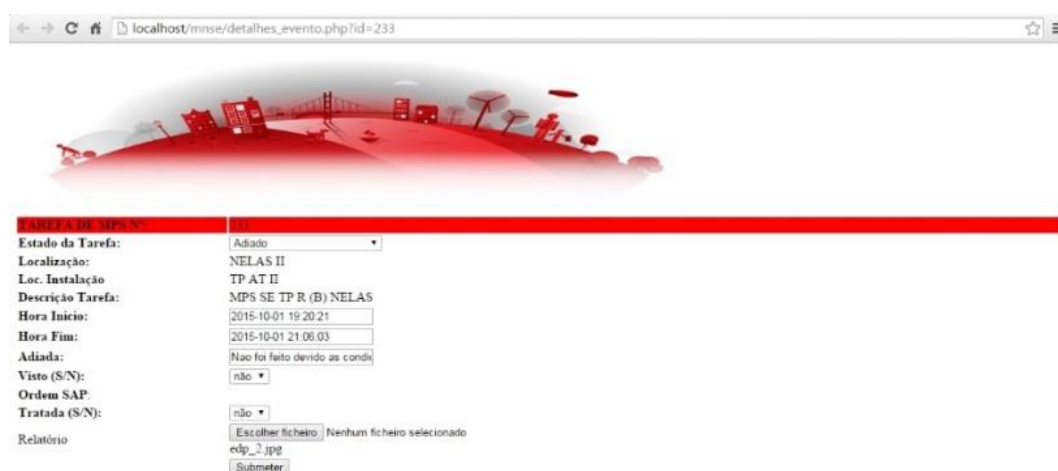 localhost/mnse/detalhes_evento.php?id=233
TAREFA DE MPS Nº: 233
Estado da Tarefa: Adiado
Localização: NELAS II
Loc. Instalação TP AT II
Descrição Tarefa: MPS SE TP R (B) NELAS
Hora Inicio: 2015-10-01 19:20:21
Hora Fim: 2015-10-01 21:06:03
Adiada: Nao foi feito devido as condi
Visto (S/N): não
Ordem SAP:
Tratada (S/N): não
Relatório Escolher ficheiro Nenhum ficheiro selecionado
edp_2.jpg
Submeter